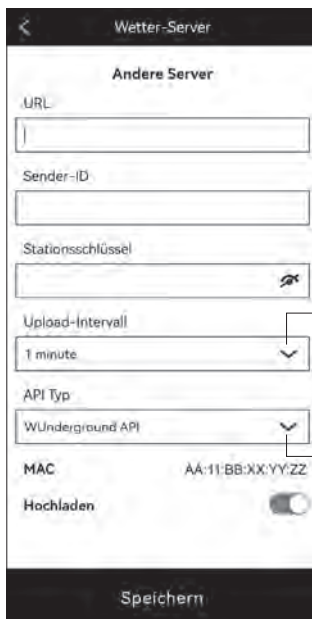 Wetter-Server
Andere Server
URL
Sender-ID
Stationsschlüssel
Upload-Intervall
1 minute
API Typ
WUnderground API
MAC AA:11:BB:XX:YY:ZZ
Hochladen
Speichern